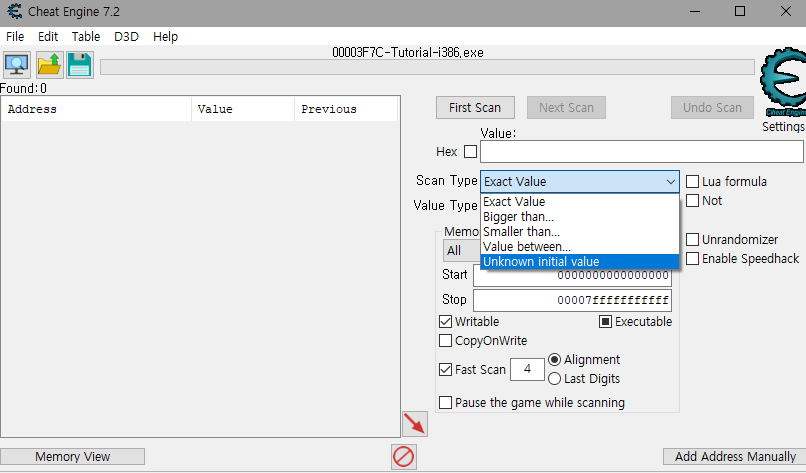 Cheat Engine 7.2
File Edit Table D3D Help
00003F7C-Tutorial-i386.exe
Found:0
Address Value Previous
First Scan Next Scan Undo Scan
Cheat Engine
Settings
Value:
Hex
Scan Type Exact Value Lua formula
Exact Value Not
Value Type
Bigger than...
Smaller than...
Value between...
Unknown initial value
Unrandomizer
Enable Speedhack
Memo
All
Start 0000000000000000
Stop 00007fffffffffff
Writable Executable
CopyOnWrite
Fast Scan 4 Alignment
Last Digits
Pause the game while scanning
Memory View Add Address Manually